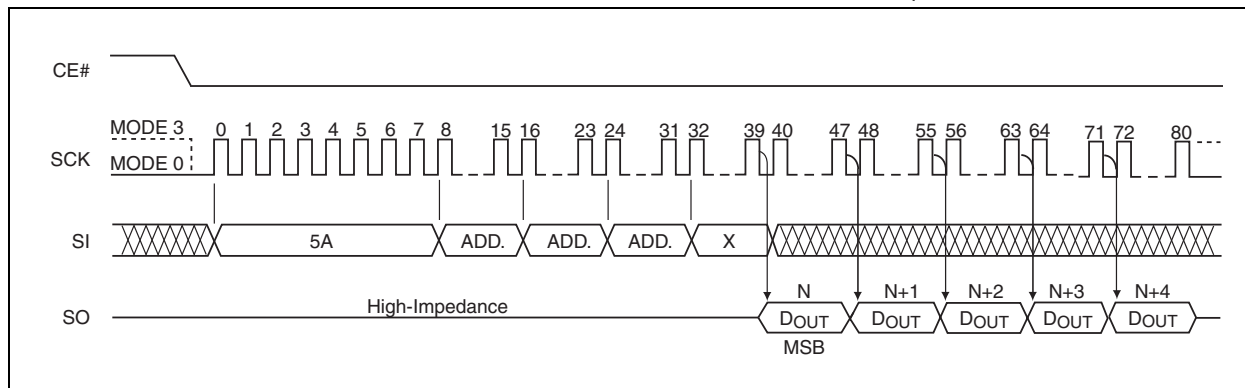 CE#
MODE 3 0 1 2 3 4 5 6 7 8 15 16 23 24 31 32 39 40 47 48 55 56 63 64 71 72 80
SCK MODE 0
SI 5A ADD. ADD. ADD. X
N N+1 N+2 N+3 N+4
SO High-Impedance DOUT DOUT DOUT DOUT DOUT
MSB